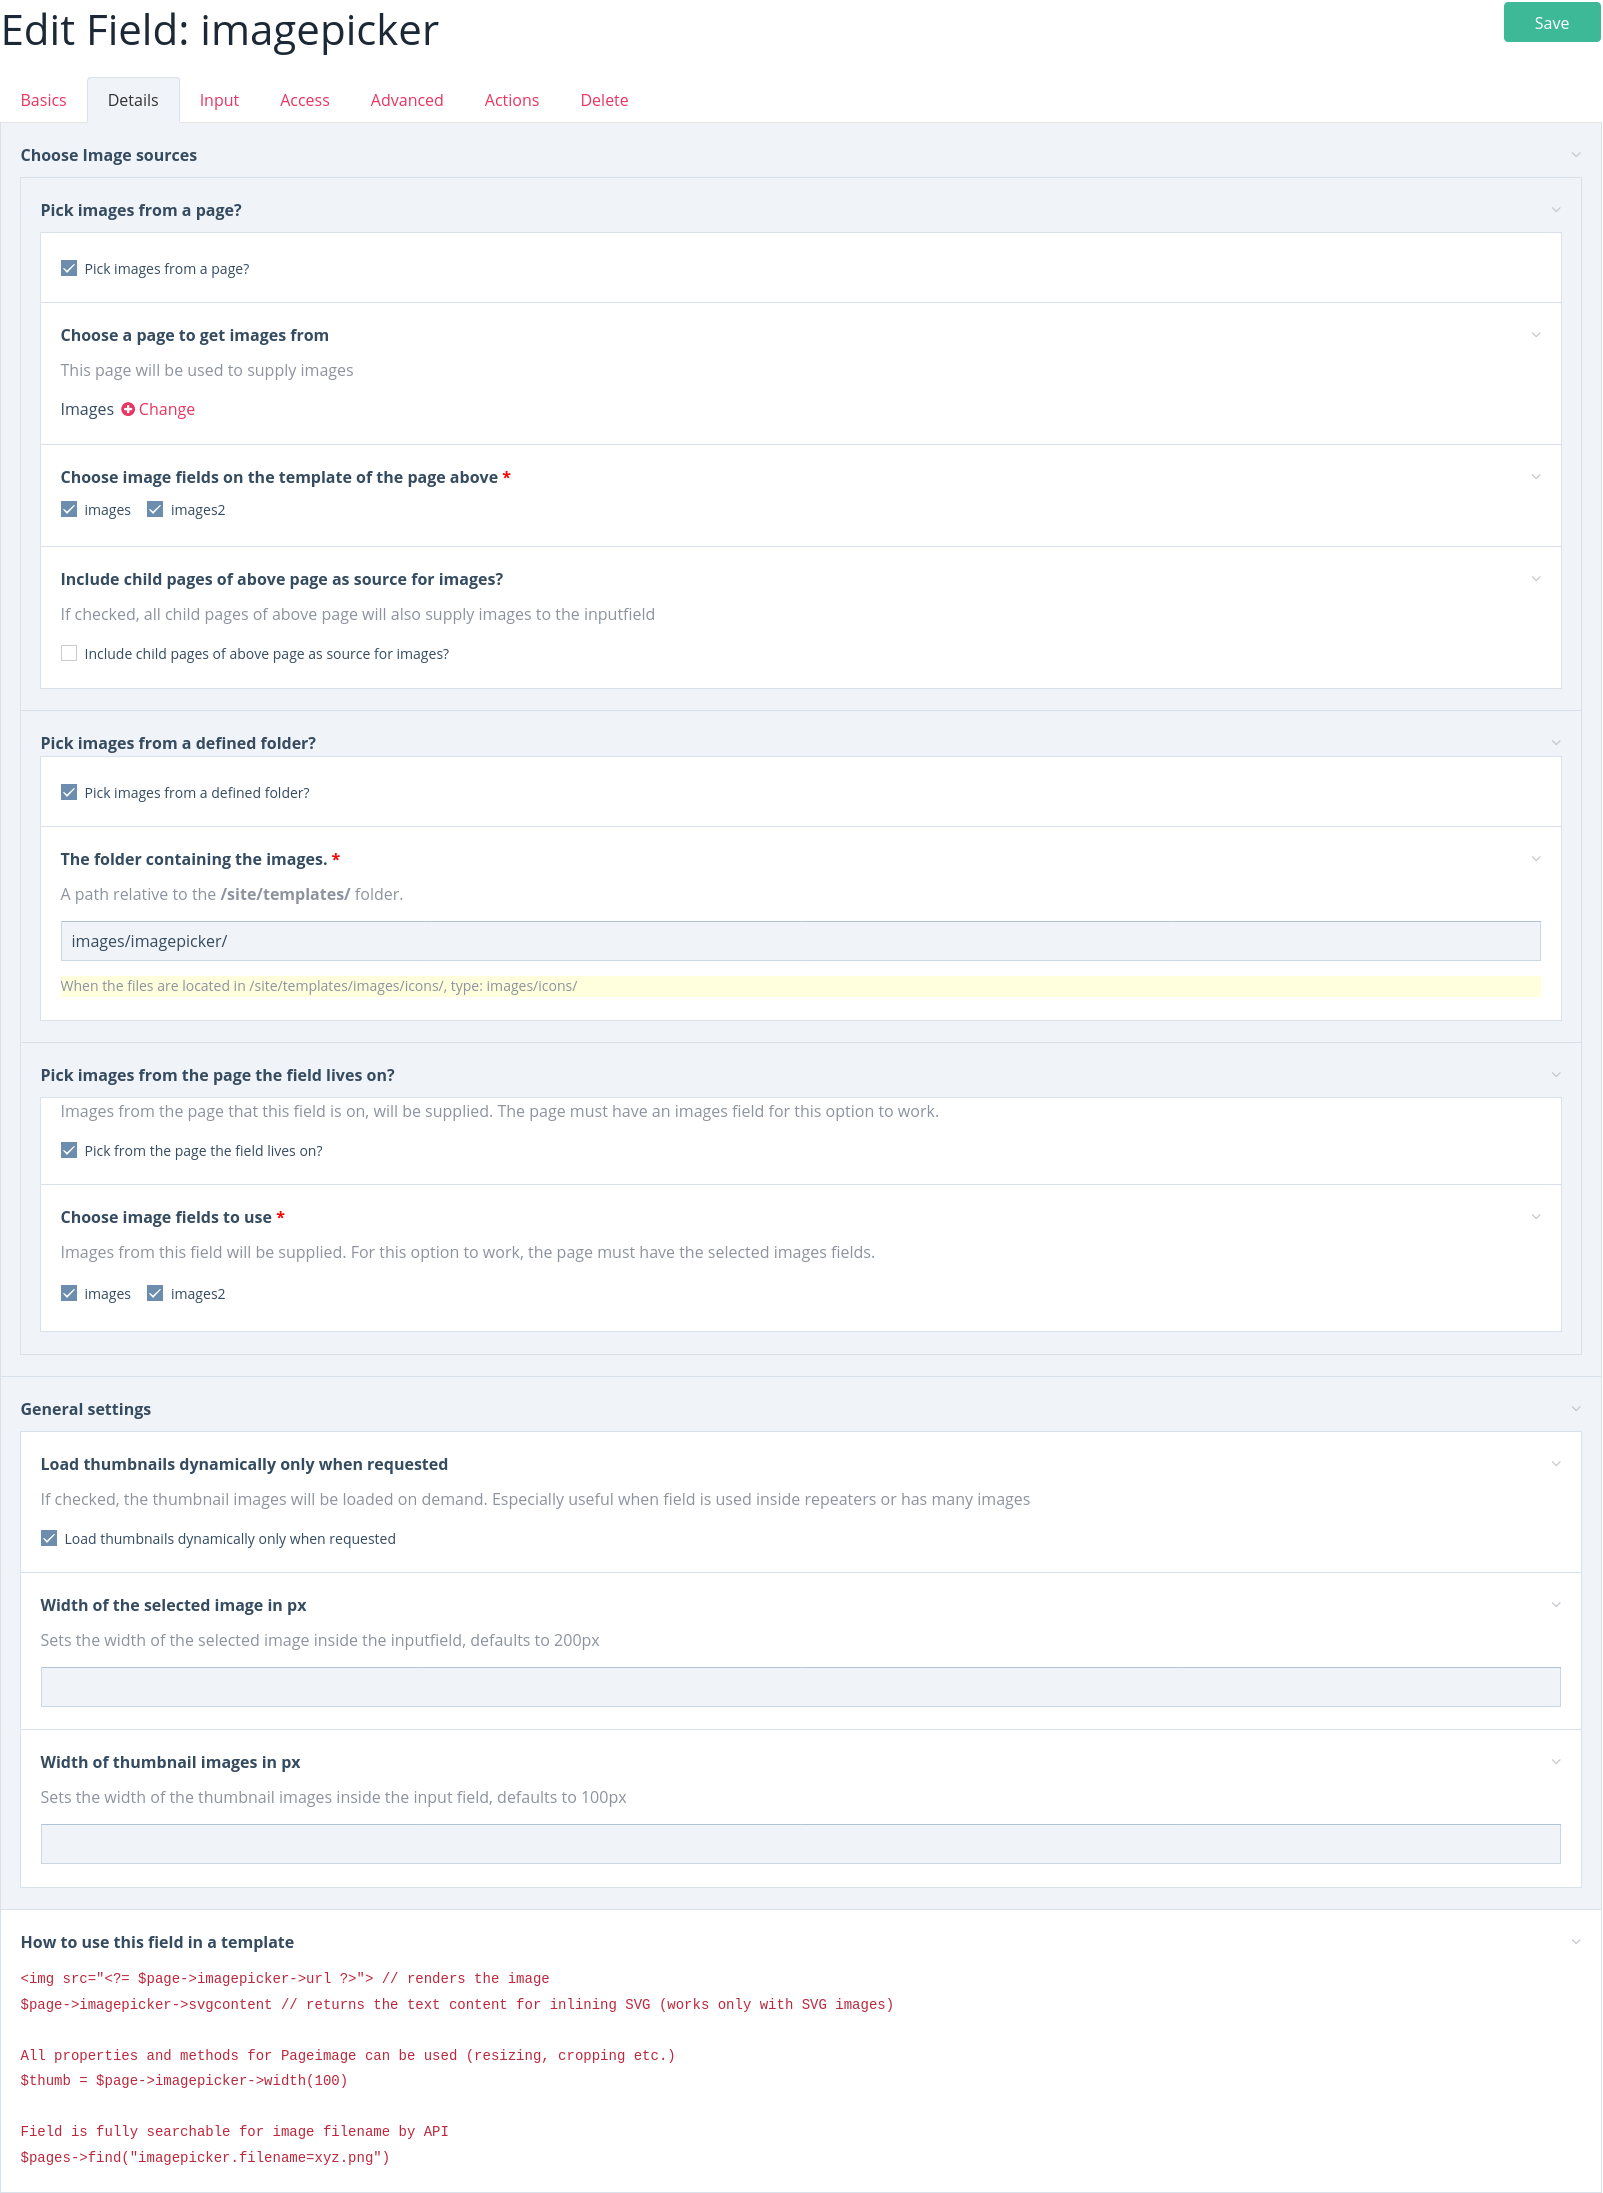 Edit Field: imagepicker
Save
Basics Details Input Access Advanced Actions Delete
Choose Image sources
Pick images from a page?
Pick images from a page?
Choose a page to get images from
This page will be used to supply images
Images Change
Choose image fields on the template of the page above *
images images2
Include child pages of above page as source for images?
If checked, all child pages of above page will also supply images to the inputfield
Include child pages of above page as source for images?
Pick images from a defined folder?
Pick images from a defined folder?
The folder containing the images. *
A path relative to the /site/templates/ folder.
images/imagepicker/
When the files are located in /site/templates/images/icons/, type: images/icons/
Pick images from the page the field lives on?
Images from the page that this field is on, will be supplied. The page must have an images field for this option to work.
Pick from the page the field lives on?
Choose image fields to use *
Images from this field will be supplied. For this option to work, the page must have the selected images fields.
images images2
General settings
Load thumbnails dynamically only when requested
If checked, the thumbnail images will be loaded on demand. Especially useful when field is used inside repeaters or has many images
Load thumbnails dynamically only when requested
Width of the selected image in px
Sets the width of the selected image inside the inputfield, defaults to 200px
Width of thumbnail images in px
Sets the width of the thumbnail images inside the input field, defaults to 100px
How to use this field in a template
<img src="<?= $page->imagepicker->url ?>"> // renders the image
$page->imagepicker->svgcontent // returns the text content for inlining SVG (works only with SVG images)
All properties and methods for Pageimage can be used (resizing, cropping etc.)
$thumb = $page->imagepicker->width(100)
Field is fully searchable for image filename by API
$pages->find("imagepicker.filename=xyz.png")